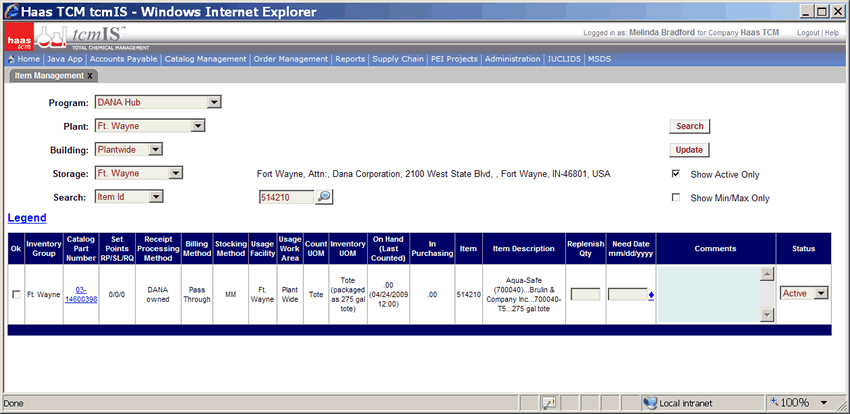 Haas TCM tcmIS - Windows Internet Explorer
haas
tcm
tcmIS™
TOTAL CHEMICAL MANAGEMENT
Logged in as: Melinda Bradford for Company Haas TCM
Logout | Help
Home | Java App | Accounts Payable | Catalog Management | Order Management | Reports | Supply Chain | PEI Projects | Administration | IUCLID5 | MSDS
Item Management X
Program: DANA Hub
Plant: Ft. Wayne
Search
Building: Plantwide
Update
Storage: Ft. Wayne
Fort Wayne, Attn:, Dana Corporation, 2100 West State Blvd, , Fort Wayne, IN-46801, USA
Show Active Only
Search: Item Id
514210
Show Min/Max Only
Legend
Ok
Inventory
Group
Catalog
Part
Number
Set
Points
RP/SL/RQ
Receipt
Processing
Method
Billing
Method
Stocking
Method
Usage
Facility
Usage
Work
Area
Count
UOM
Inventory
UOM
On Hand
(Last
Counted)
In
Purchasing
Item
Item Description
Replenish
Qty
Need Date
mm/dd/yyyy
Comments
Status
Ft. Wayne
03-
14600398
0/0/0
DANA
owned
Pass
Through
MM
Ft.
Wayne
Plant
Wide
Tote
Tote
(packaged
as 275 gal
tote)
.00
(04/24/2009
12:00)
.00
514210
Aqua-Safe
(700040)...Brulin &
Company Inc...700040-
T5...275 gal tote
Active
Done
Local intranet
100%